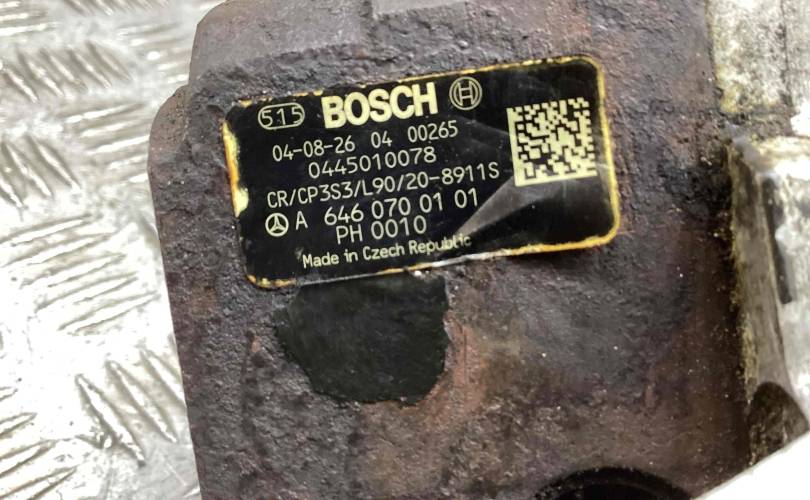 515 BOSCH
04-08-26 04 00265
0445010078
CR/CP3S3/L90/20-8911S
A 646 070 01 01
PH 0010
Made in Czech Republic